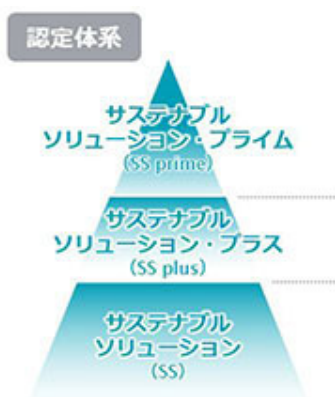 認定体系
サステナブル
ソリューション・プライム
(SS prime)
サステナブル
ソリューション・プラス
(SS plus)
サステナブル
ソリューション
(SS)